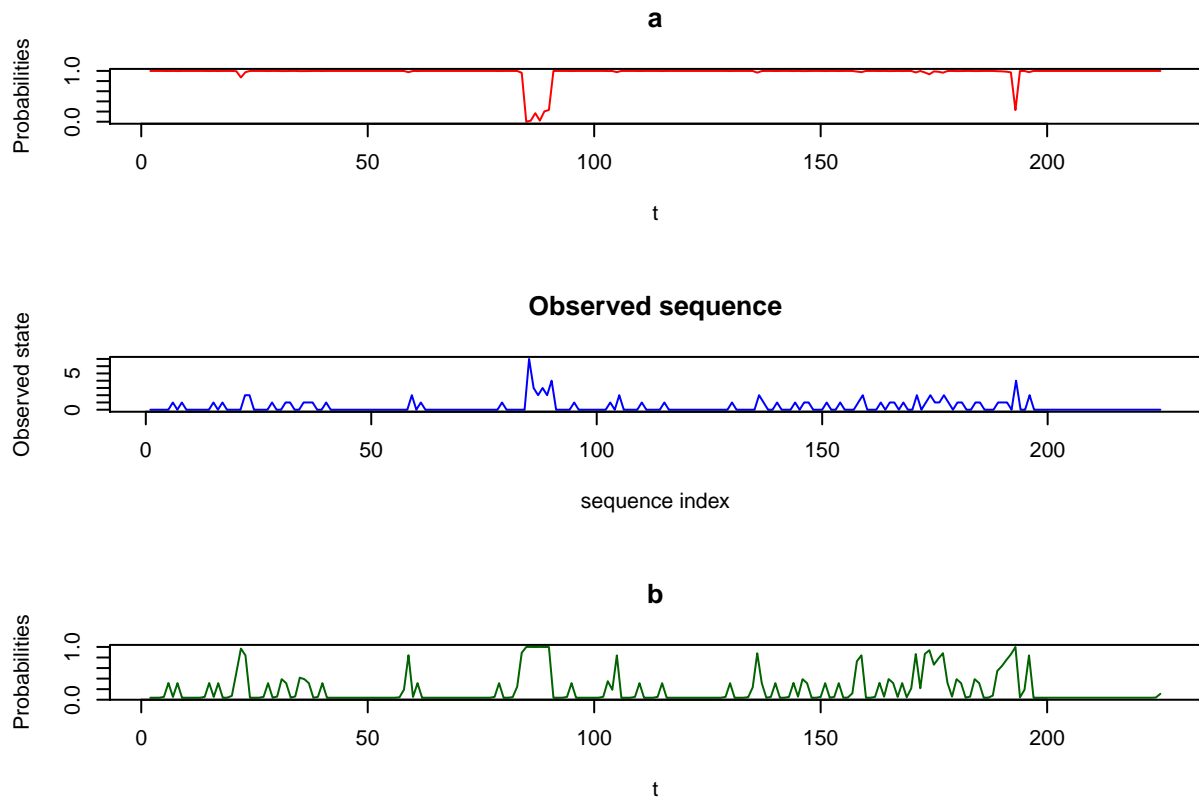 a
Probabilities
0.0 1.0
0 50 100 150 200
t
Observed sequence
Observed state
0 5
0 50 100 150 200
sequence index
b
Probabilities
0.0 1.0
0 50 100 150 200
t